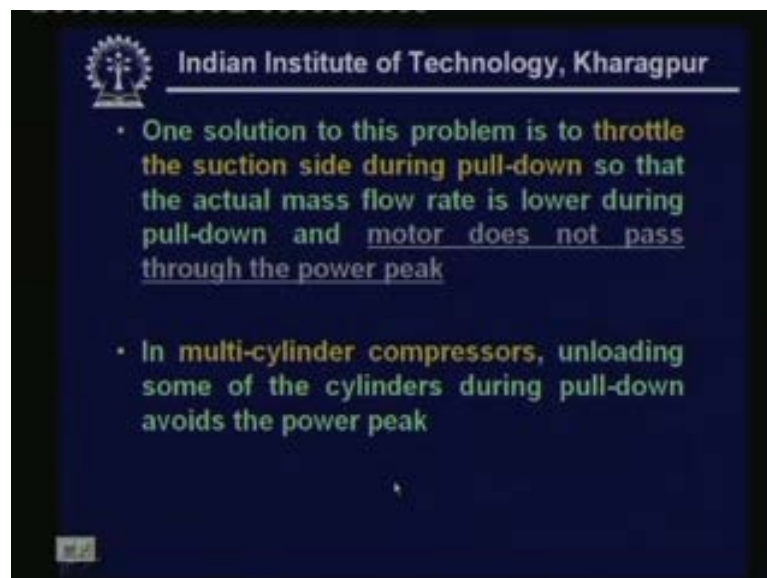 Indian Institute of Technology, Kharagpur
• One solution to this problem is to throttle
the suction side during pull-down so that
the actual mass flow rate is lower during
pull-down and motor does not pass
through the power peak
• In multi-cylinder compressors, unloading
some of the cylinders during pull-down
avoids the power peak